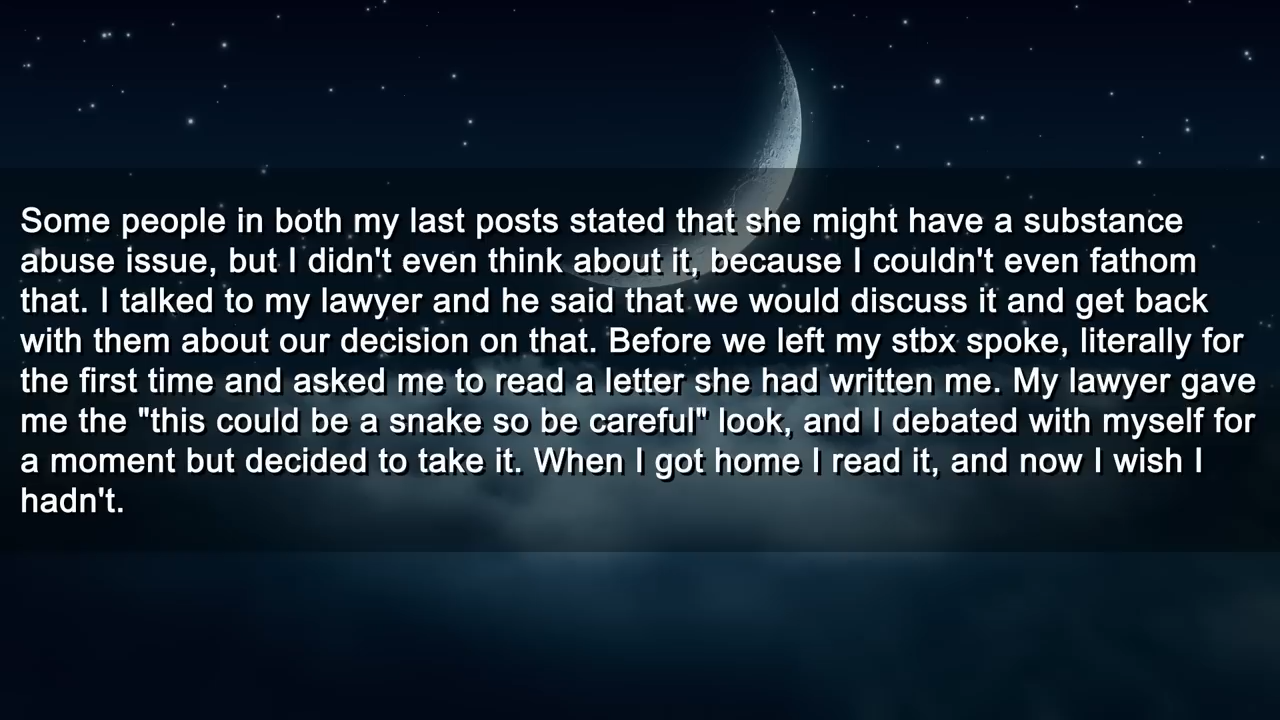 Some people in both my last posts stated that she might have a substance
abuse issue, but I didn't even think about it, because I couldn't even fathom
that. I talked to my lawyer and he said that we would discuss it and get back
with them about our decision on that. Before we left my stbx spoke, literally for
the first time and asked me to read a letter she had written me. My lawyer gave
me the "this could be a snake so be careful" look, and I debated with myself for
a moment but decided to take it. When I got home I read it, and now I wish I
hadn't.